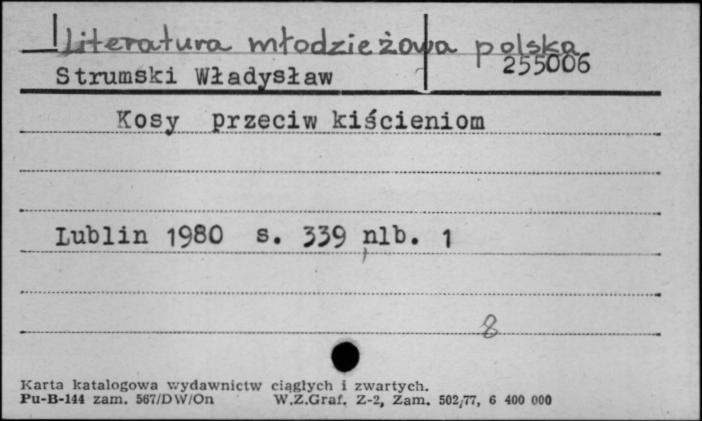 Literatura młodzieżowa polska
255006
Strumski Władysław
Kosy przeciw kiścieniom
Lublin 1980 s. 339 nlb. 1
8
Karta katalogowa wydawnictw ciągłych i zwartych.
Pu-B-144 zam. 567/DW/On W.Z.Graf. Z-2, Zam. 502/77, 6 400 000